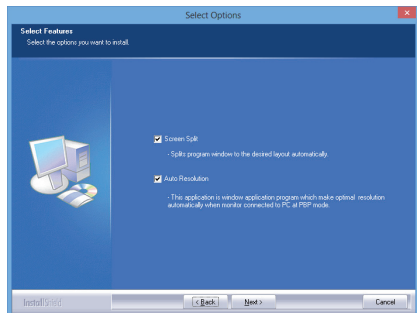 Select Options
Select Features
Select the options you want to install.
Screen Split
- Splits program window to the desired layout automatically.
Auto Resolution
- This application is window application program which make optimal resolution
automatically when monitor connected to PC at PBP mode.
InstallShield
< Back
Next >
Cancel